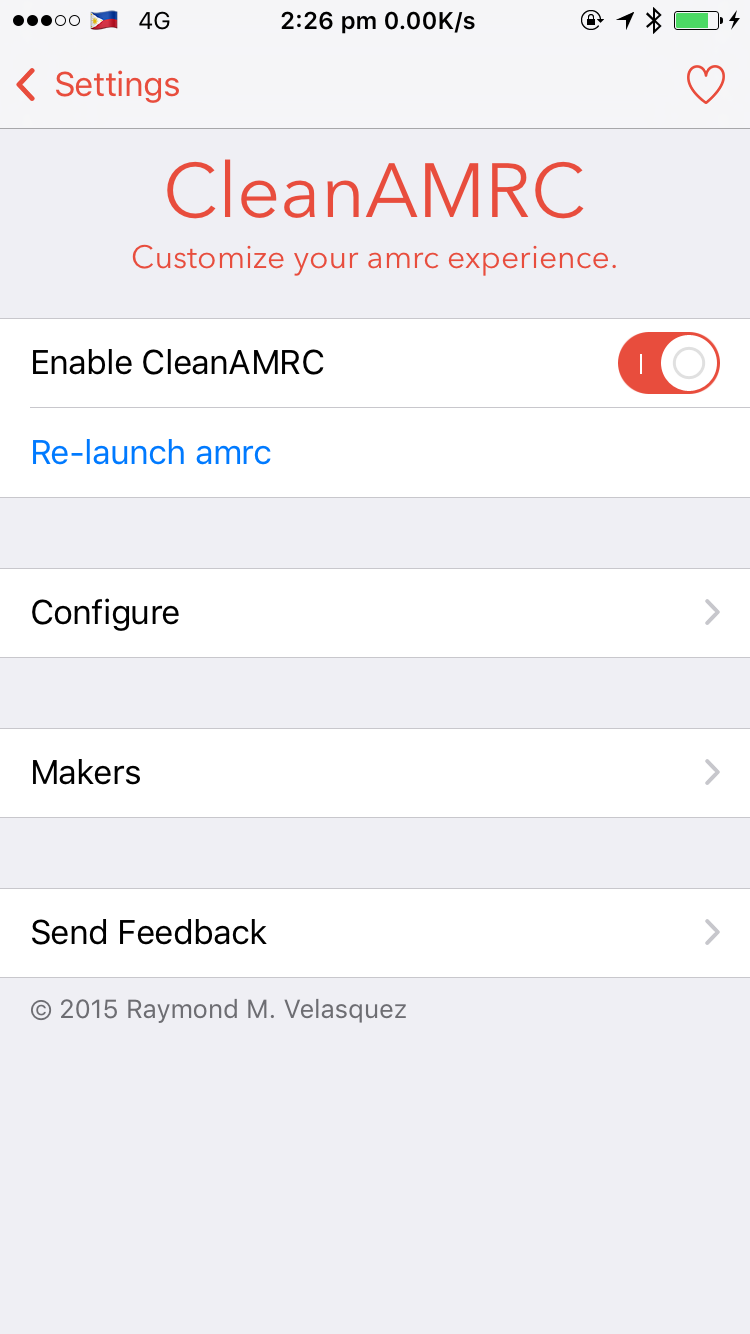 4G 2:26 pm 0.00K/s
Settings
CleanAMRC
Customize your amrc experience.
Enable CleanAMRC
Re-launch amrc
Configure
Makers
Send Feedback
© 2015 Raymond M. Velasquez